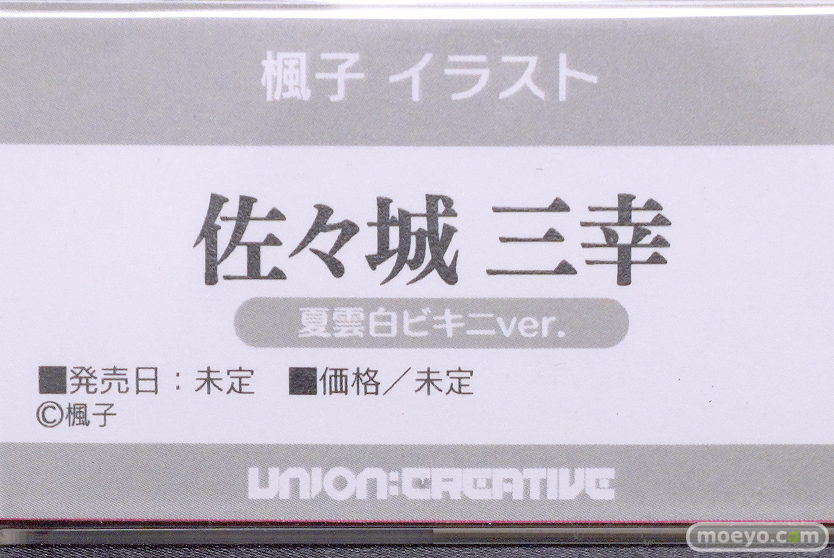 楓子 イラスト
佐々城 三幸
夏雲白ビキニver.
■発売日：未定　■価格／未定
©楓子
UNION:CREATIVE
moeyo.com